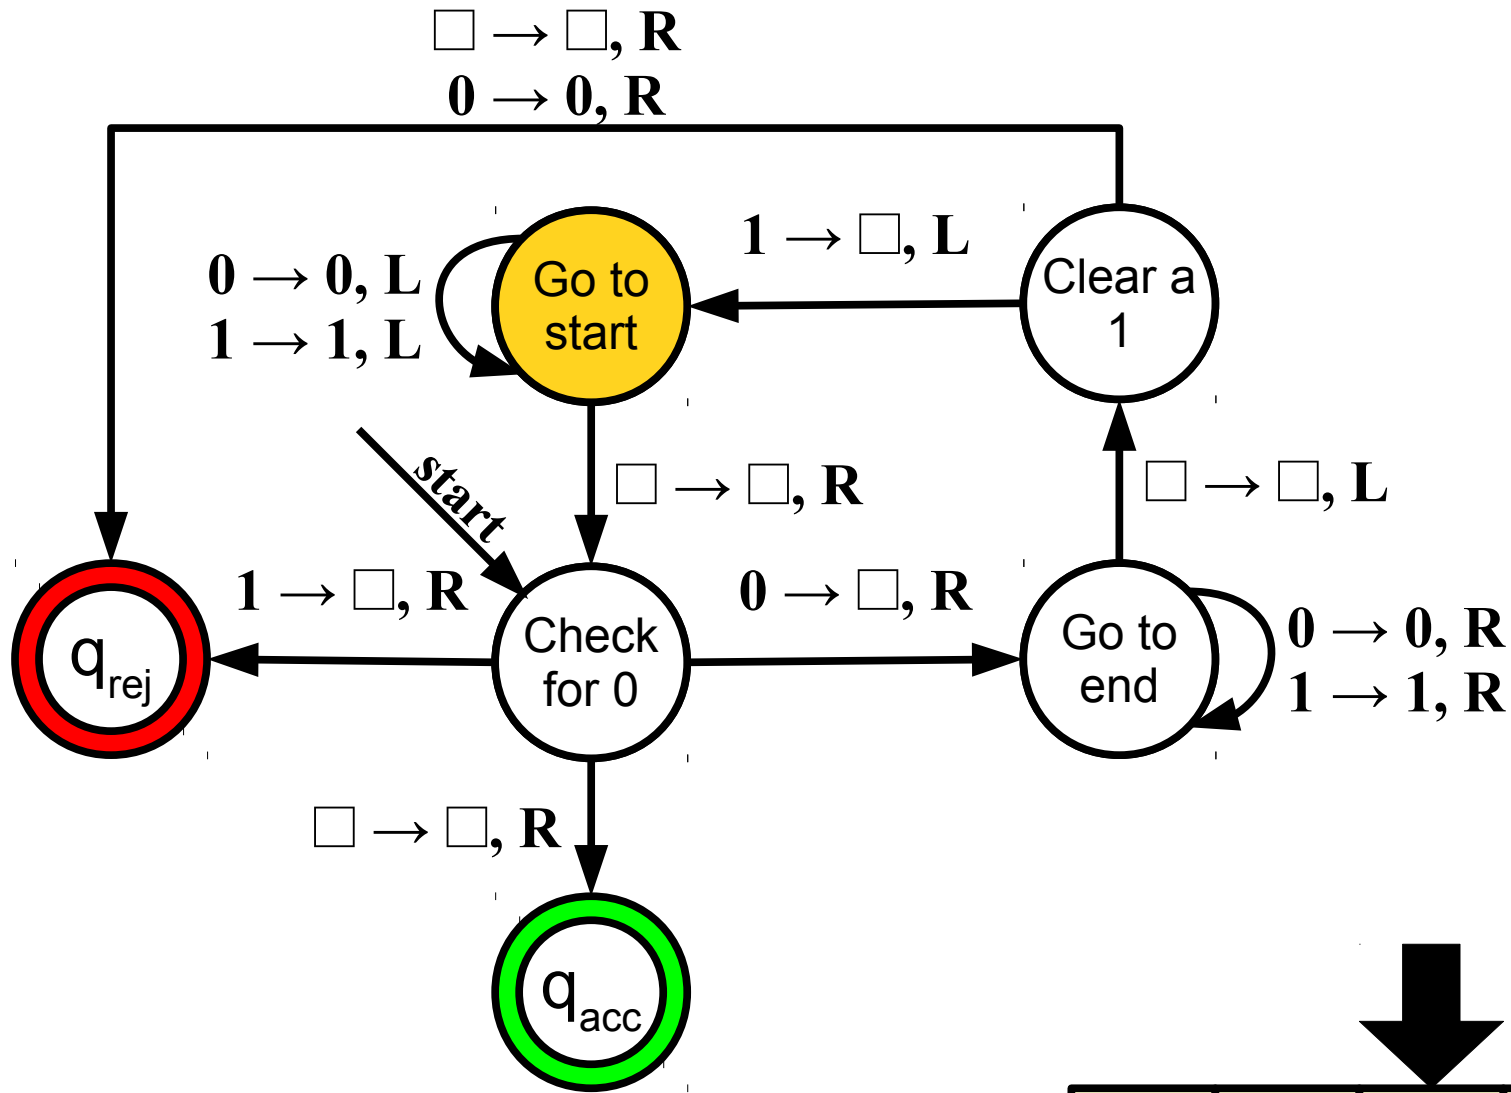 □ → □, R
0 → 0, R
1 → □, L
0 → 0, L
1 → 1, L
Go to
start
Clear a
1
start
□ → □, R
□ → □, L
1 → □, R
0 → □, R
q rej
Check
for 0
Go to
end
0 → 0, R
1 → 1, R
□ → □, R
q acc